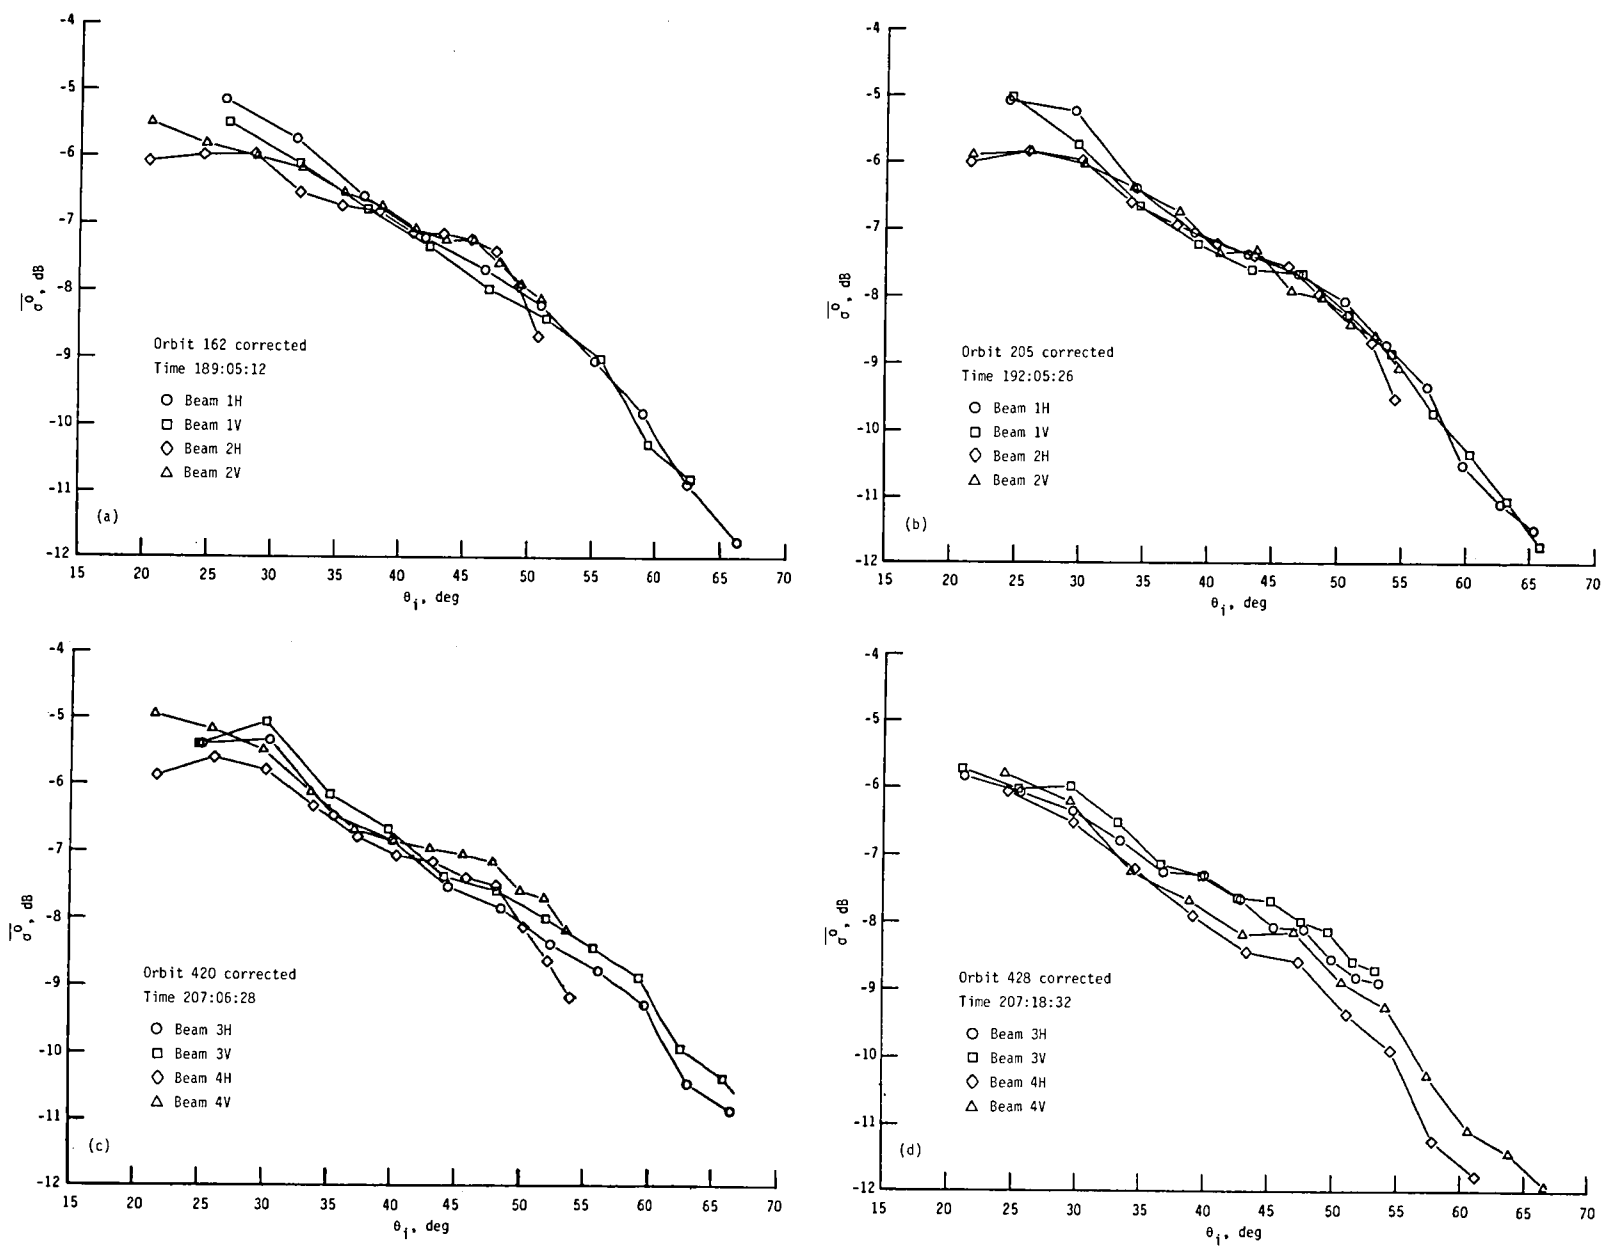 -4
-5
-6
-7
-8
-9
-10
-11
-12
σ°, dB
Orbit 162 corrected
Time 189:05:12
Beam 1H
Beam 1V
Beam 2H
Beam 2V
(a)
15 20 25 30 35 40 45 50 55 60 65 70
θi, deg
-4
-5
-6
-7
-8
-9
-10
-11
-12
σ°, dB
Orbit 205 corrected
Time 192:05:26
Beam 1H
Beam 1V
Beam 2H
Beam 2V
(b)
15 20 25 30 35 40 45 50 55 60 65 70
θi, deg
-4
-5
-6
-7
-8
-9
-10
-11
-12
σ°, dB
Orbit 420 corrected
Time 207:06:28
Beam 3H
Beam 3V
Beam 4H
Beam 4V
(c)
15 20 25 30 35 40 45 50 55 60 65 70
θi, deg
-4
-5
-6
-7
-8
-9
-10
-11
-12
σ°, dB
Orbit 428 corrected
Time 207:18:32
Beam 3H
Beam 3V
Beam 4H
Beam 4V
(d)
15 20 25 30 35 40 45 50 55 60 65 70
θi, deg